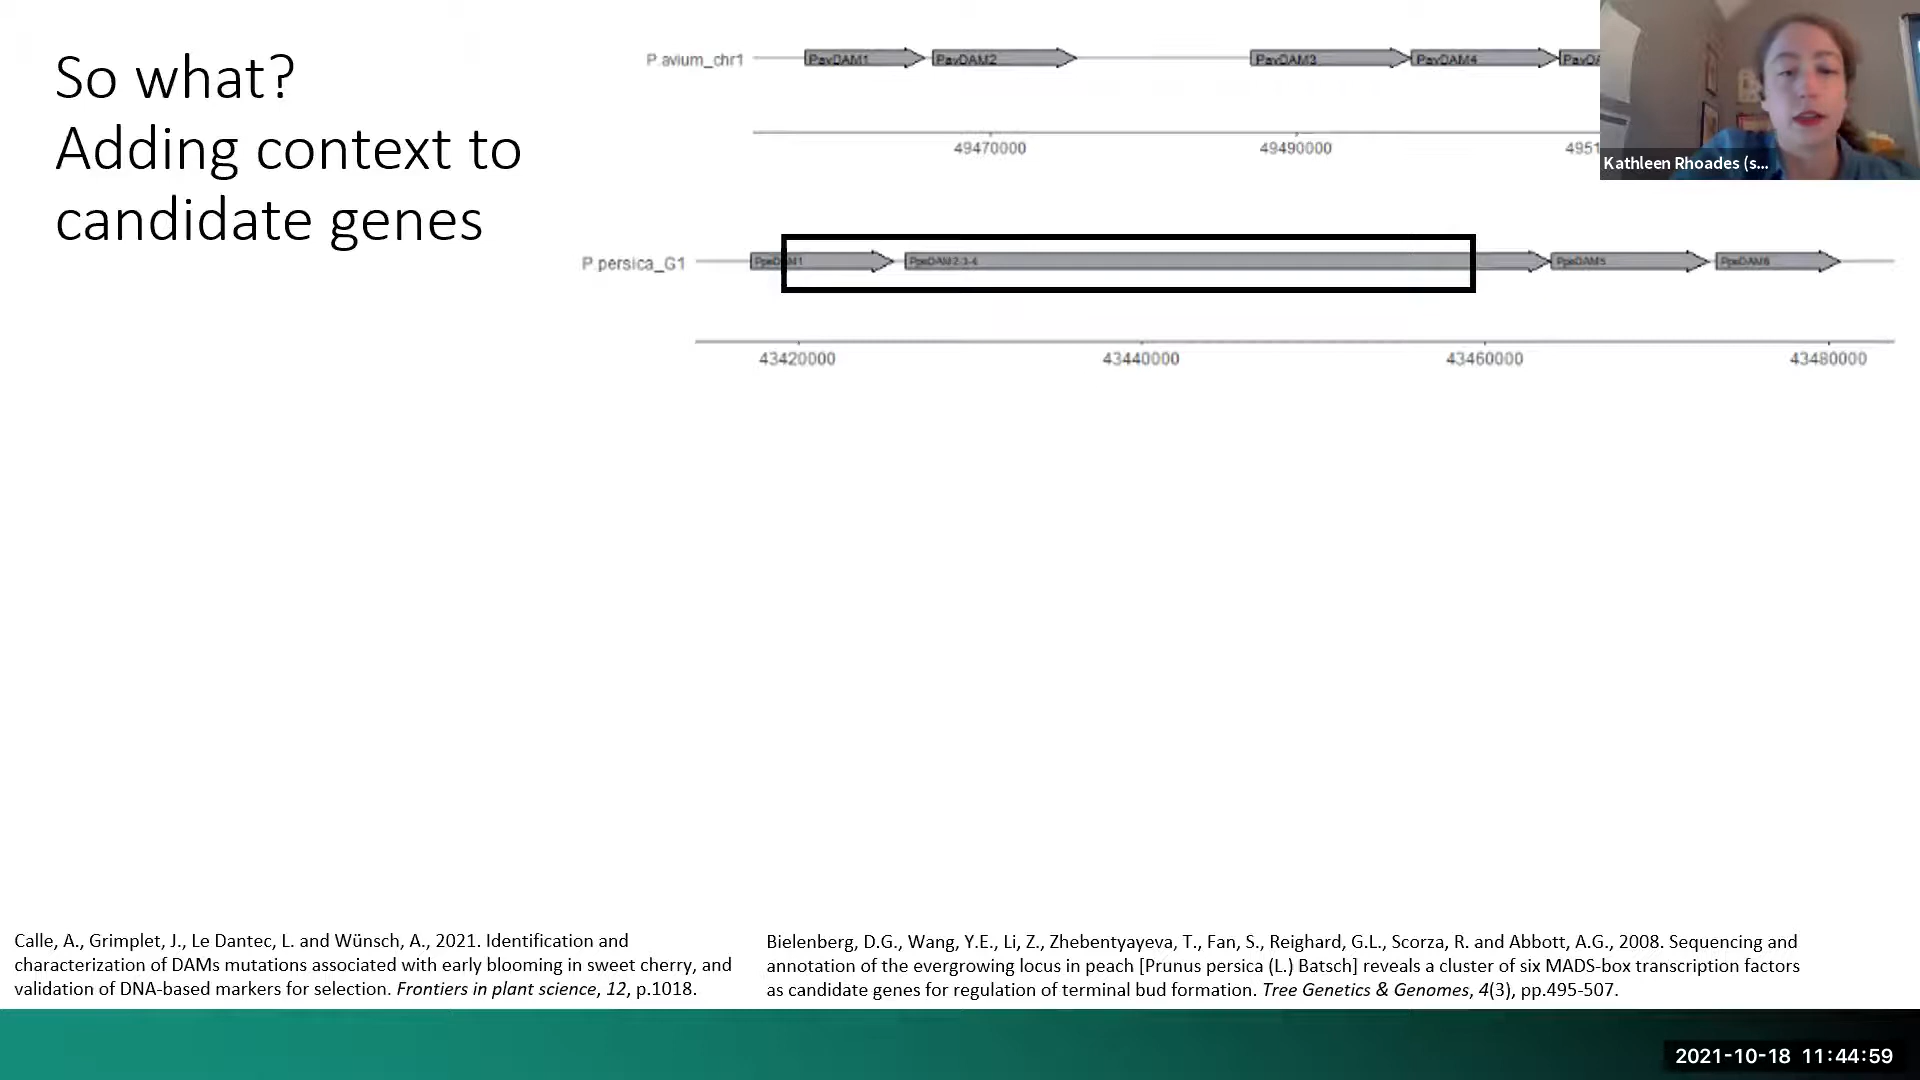 So what?
Adding context to
candidate genes
P.avium_chr1
PavDAM1 PavDAM2 PavDAM3 PavDAM4
49470000 49490000
Kathleen Rhoades (s...
P.persica_G1
PpeDAM1 PpeDAM2-3-4 PpeDAM5 PpeDAM6
43420000 43440000 43460000 43480000
Calle, A., Grimplet, J., Le Dantec, L. and Wünsch, A., 2021. Identification and
characterization of DAMs mutations associated with early blooming in sweet cherry, and
validation of DNA-based markers for selection. Frontiers in plant science, 12, p.1018.
Bielenberg, D.G., Wang, Y.E., Li, Z., Zhebentyayeva, T., Fan, S., Reighard, G.L., Scorza, R. and Abbott, A.G., 2008. Sequencing and
annotation of the evergrowing locus in peach [Prunus persica (L.) Batsch] reveals a cluster of six MADS-box transcription factors
as candidate genes for regulation of terminal bud formation. Tree Genetics & Genomes, 4(3), pp.495-507.
2021-10-18 11:44:59